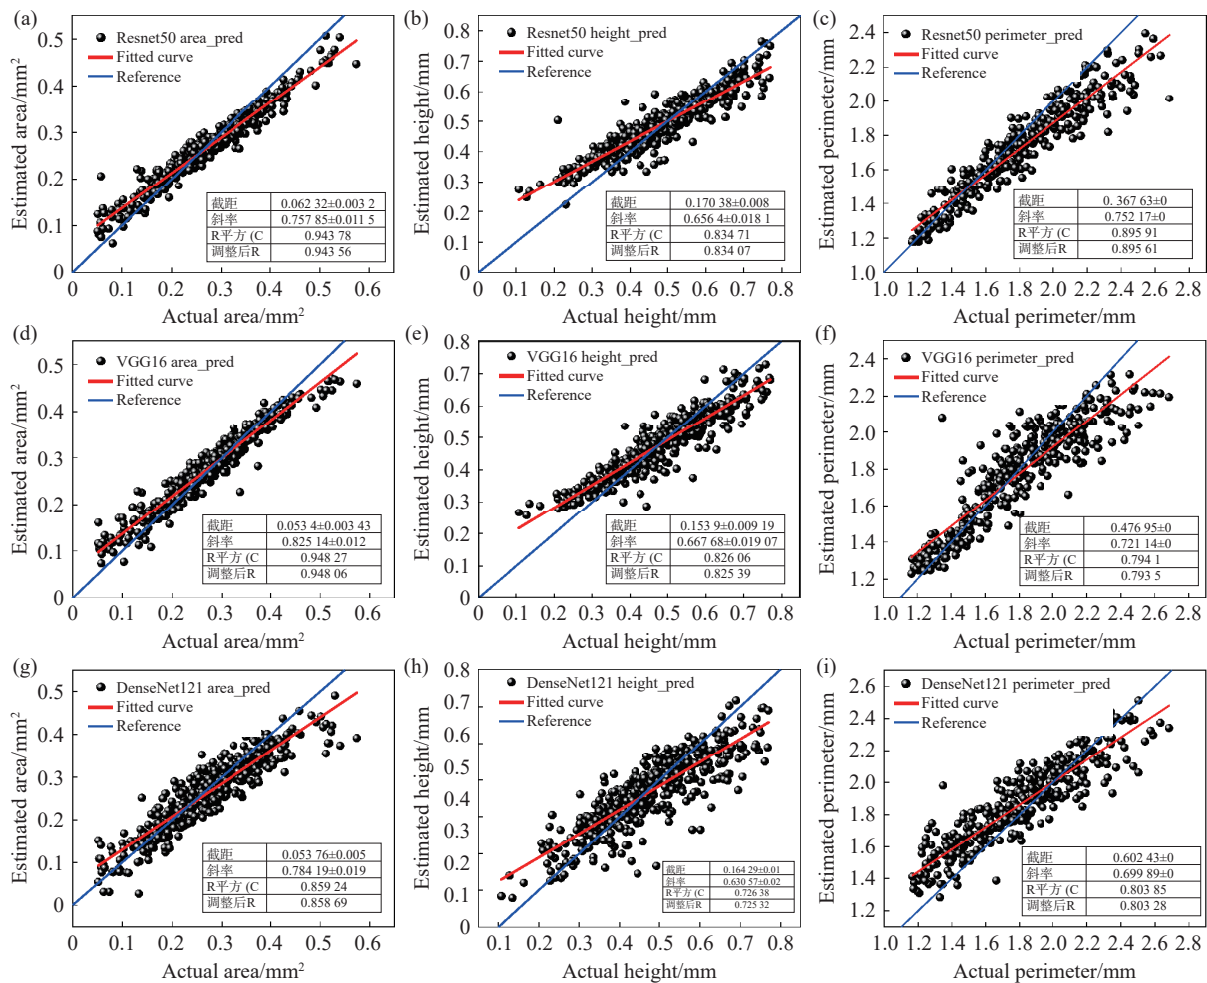 (a)
Resnet50 area_pred
Fitted curve
Reference
截距 0.062 32±0.003 2
斜率 0.757 85±0.011 5
R平方 (C 0.943 78
调整后R 0.943 56
Estimated area/mm²
0.5
0.4
0.3
0.2
0.1
0
0 0.1 0.2 0.3 0.4 0.5 0.6
Actual area/mm²
(b)
Resnet50 height_pred
Fitted curve
Reference
截距 0.170 38±0.008
斜率 0.656 4±0.018 1
R平方 (C 0.834 71
调整后R 0.834 07
Estimated height/mm
0.8
0.7
0.6
0.5
0.4
0.3
0.2
0.1
0
0 0.1 0.2 0.3 0.4 0.5 0.6 0.7 0.8
Actual height/mm
(c)
Resnet50 perimeter_pred
Fitted curve
Reference
截距 0. 367 63±0
斜率 0.752 17±0
R平方 (C 0.895 91
调整后R 0.895 61
Estimated perimeter/mm
2.4
2.2
2.0
1.8
1.6
1.4
1.2
1.0
1.0 1.2 1.4 1.6 1.8 2.0 2.2 2.4 2.6 2.8
Actual perimeter/mm
(d)
VGG16 area_pred
Fitted curve
Reference
截距 0.053 4±0.003 43
斜率 0.825 14±0.012
R平方 (C 0.948 27
调整后R 0.948 06
Estimated area/mm²
0.5
0.4
0.3
0.2
0.1
0
0 0.1 0.2 0.3 0.4 0.5 0.6
Actual area/mm²
(e)
VGG16 height_pred
Fitted curve
Reference
截距 0.153 9±0.009 19
斜率 0.667 68±0.019 07
R平方 (C 0.826 06
调整后R 0.825 39
Estimated height/mm
0.8
0.7
0.6
0.5
0.4
0.3
0.2
0.1
0
0 0.1 0.2 0.3 0.4 0.5 0.6 0.7 0.8
Actual height/mm
(f)
VGG16 perimeter_pred
Fitted curve
Reference
截距 0.476 95±0
斜率 0.721 14±0
R平方 (C 0.794 1
调整后R 0.793 5
Estimated perimeter/mm
2.4
2.2
2.0
1.8
1.6
1.4
1.2
1.0 1.2 1.4 1.6 1.8 2.0 2.2 2.4 2.6 2.8
Actual perimeter/mm
(g)
DenseNet121 area_pred
Fitted curve
Reference
截距 0.053 76±0.005
斜率 0.784 19±0.019
R平方 (C 0.859 24
调整后R 0.858 69
Estimated area/mm²
0.5
0.4
0.3
0.2
0.1
0
0 0.1 0.2 0.3 0.4 0.5 0.6
Actual area/mm²
(h)
DenseNet121 height_pred
Fitted curve
Reference
截距 0.164 29±0.01
斜率 0.630 57±0.02
R平方 (C 0.726 38
调整后R 0.725 32
Estimated height/mm
0.8
0.7
0.6
0.5
0.4
0.3
0.2
0.1
0
0.1 0.2 0.3 0.4 0.5 0.6 0.7 0.8
Actual height/mm
(i)
DenseNet121 perimeter_pred
Fitted curve
Reference
截距 0.602 43±0
斜率 0.699 89±0
R平方 (C 0.803 85
调整后R 0.803 28
Estimated perimeter/mm
2.6
2.4
2.2
2.0
1.8
1.6
1.4
1.2
1.0 1.2 1.4 1.6 1.8 2.0 2.2 2.4 2.6 2.8
Actual perimeter/mm